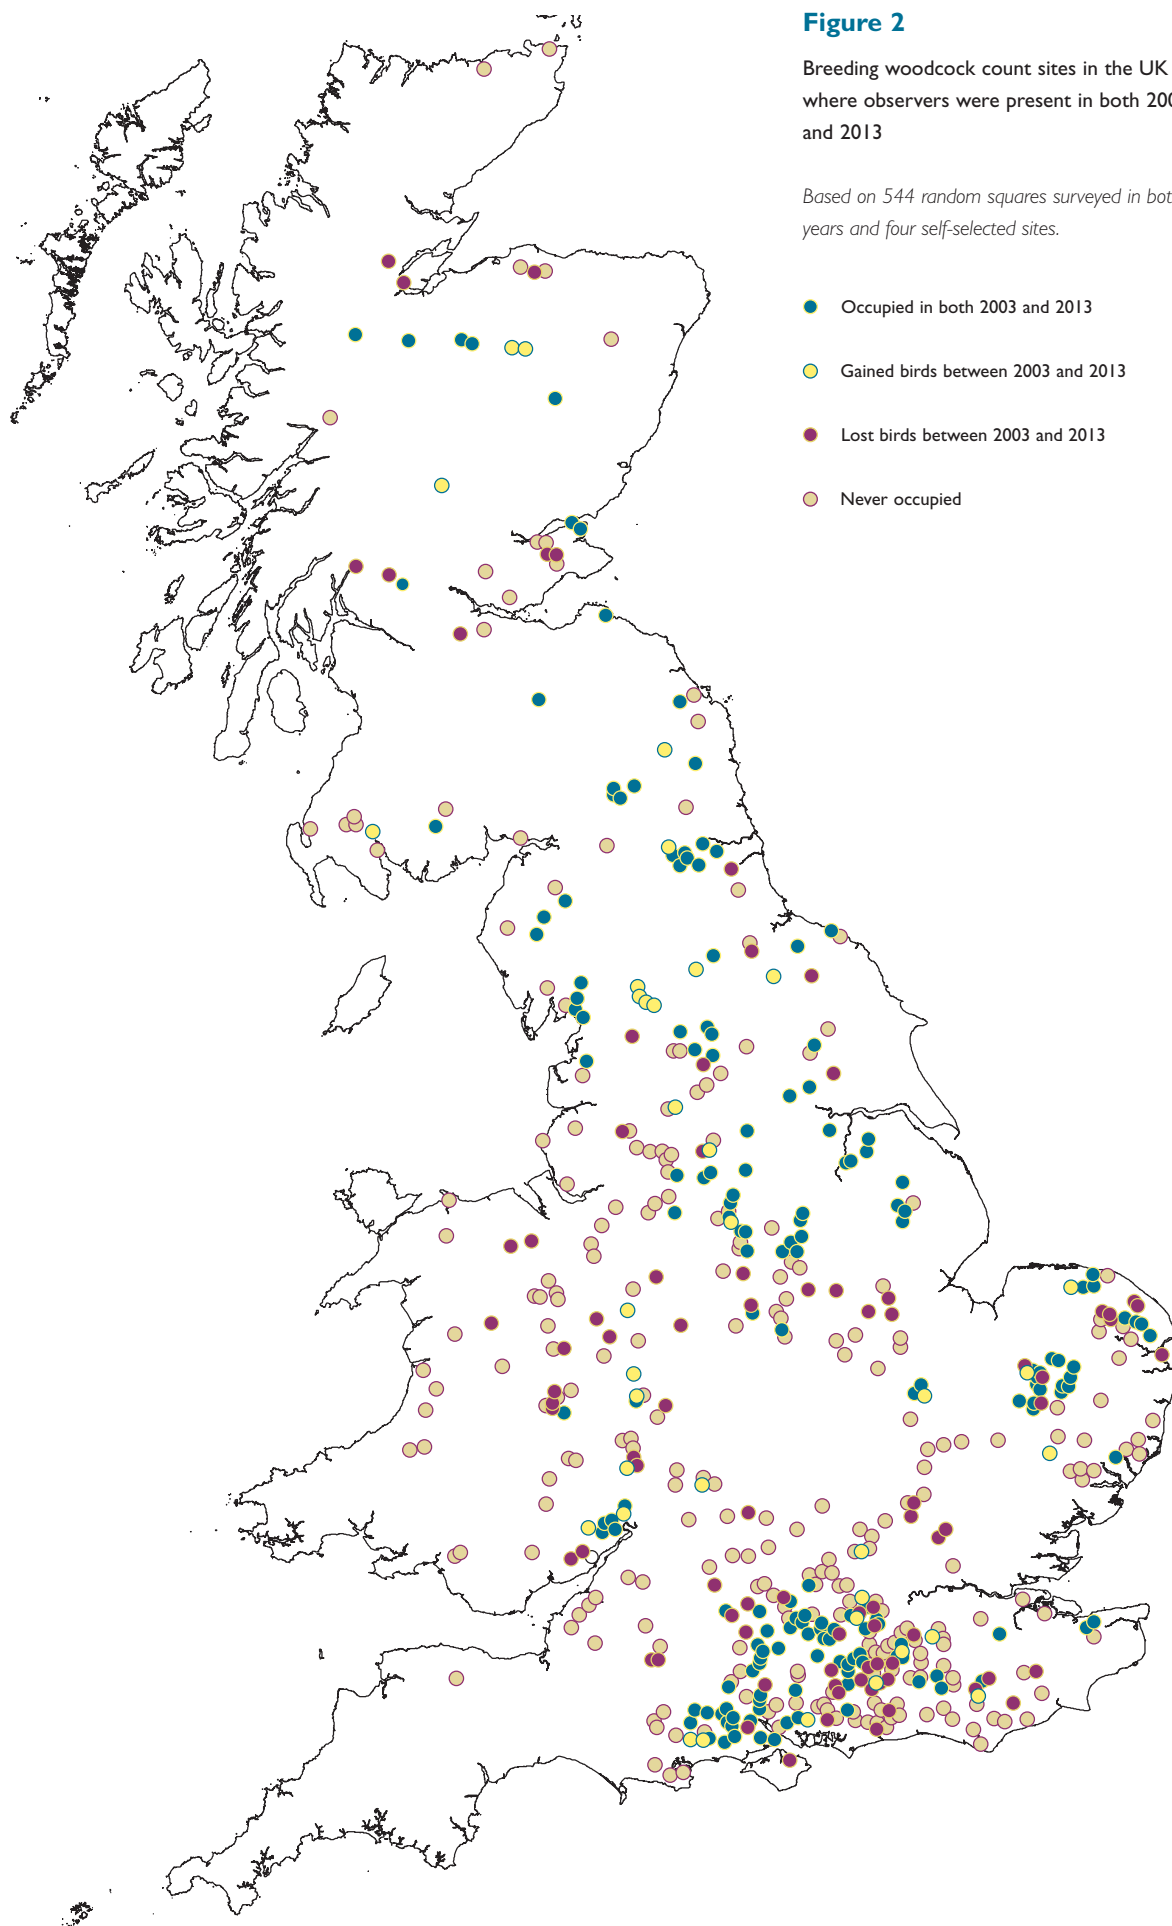 Figure 2
Breeding woodcock count sites in the UK
where observers were present in both
and 2013
Based on 544 random squares surveyed in
years and four self-selected sites.
Occupied in both 2003 and 2013
Gained birds between 2003 and 2013
Lost birds between 2003 and 2013
Never occupied